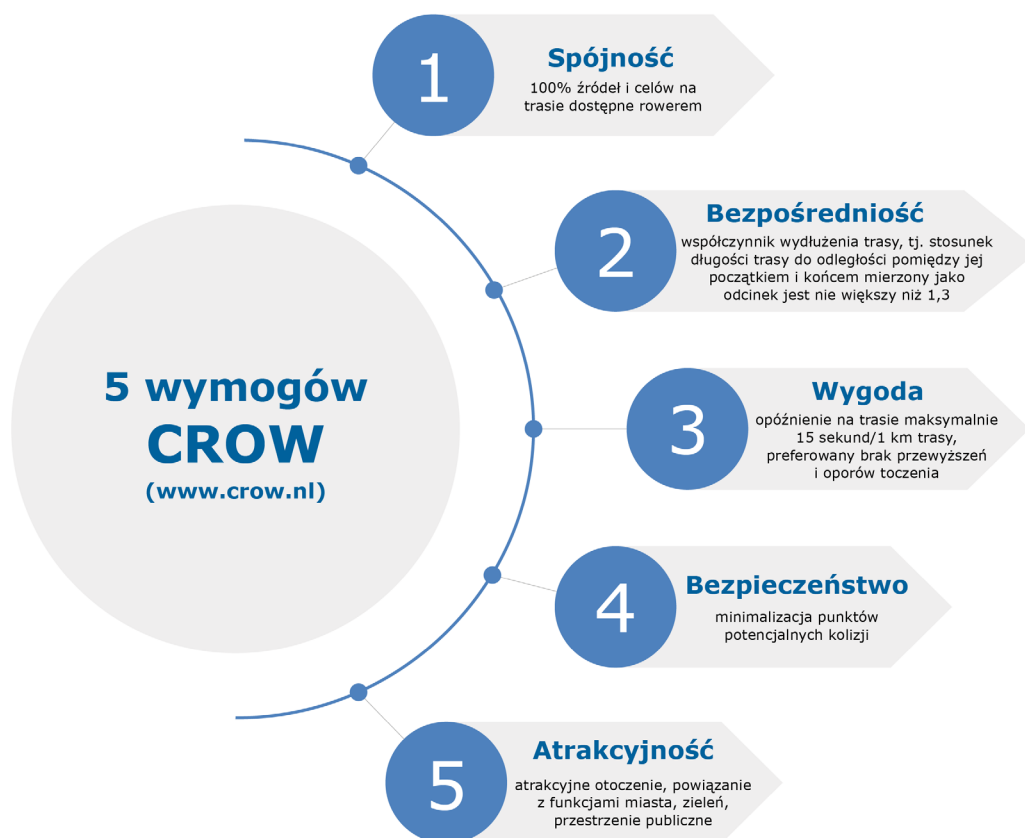 5 wymogów
CROW
(www.crow.nl)
1
Spójność
100% źródeł i celów na
trasie dostępne rowerem
2
Bezpośredniość
współczynnik wydłużenia trasy, tj. stosunek
długości trasy do odległości pomiędzy jej
początkiem i końcem mierzony jako
odcinek jest nie większy niż 1,3
3
Wygoda
opóźnienie na trasie maksymalnie
15 sekund/1 km trasy,
preferowany brak przewyższeń
i oporów toczenia
4
Bezpieczeństwo
minimalizacja punktów
potencjalnych kolizji
5
Atrakcyjność
atrakcyjne otoczenie, powiązanie
z funkcjami miasta, zieleń,
przestrzenie publiczne